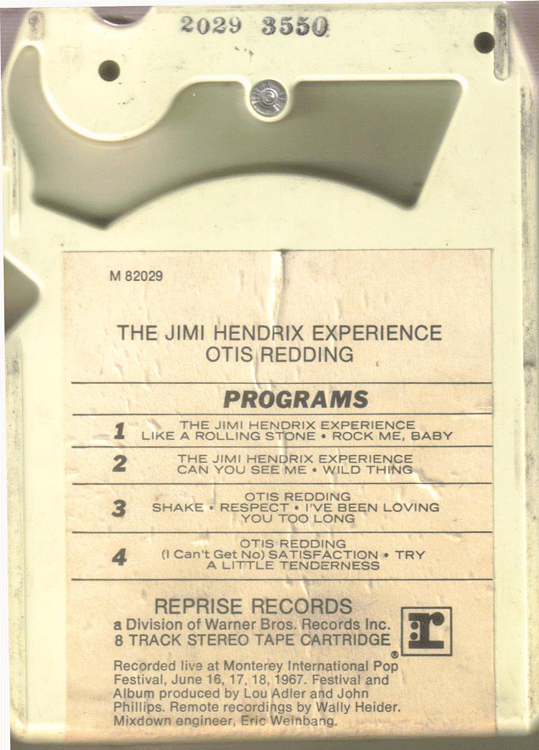 2029 3550
M 82029
THE JIMI HENDRIX EXPERIENCE
OTIS REDDING
PROGRAMS
1 THE JIMI HENDRIX EXPERIENCE
LIKE A ROLLING STONE • ROCK ME, BABY
2 THE JIMI HENDRIX EXPERIENCE
CAN YOU SEE ME • WILD THING
3 OTIS REDDING
SHAKE • RESPECT • I'VE BEEN LOVING
YOU TOO LONG
4 OTIS REDDING
(I Can't Get No) SATISFACTION • TRY
A LITTLE TENDERNESS
REPRISE RECORDS
a Division of Warner Bros. Records Inc.
8 TRACK STEREO TAPE CARTRIDGE
:r ®
Recorded live at Monterey International Pop
Festival, June 16, 17, 18, 1967. Festival and
Album produced by Lou Adler and John
Phillips. Remote recordings by Wally Heider.
Mixdown engineer, Eric Weinbang.